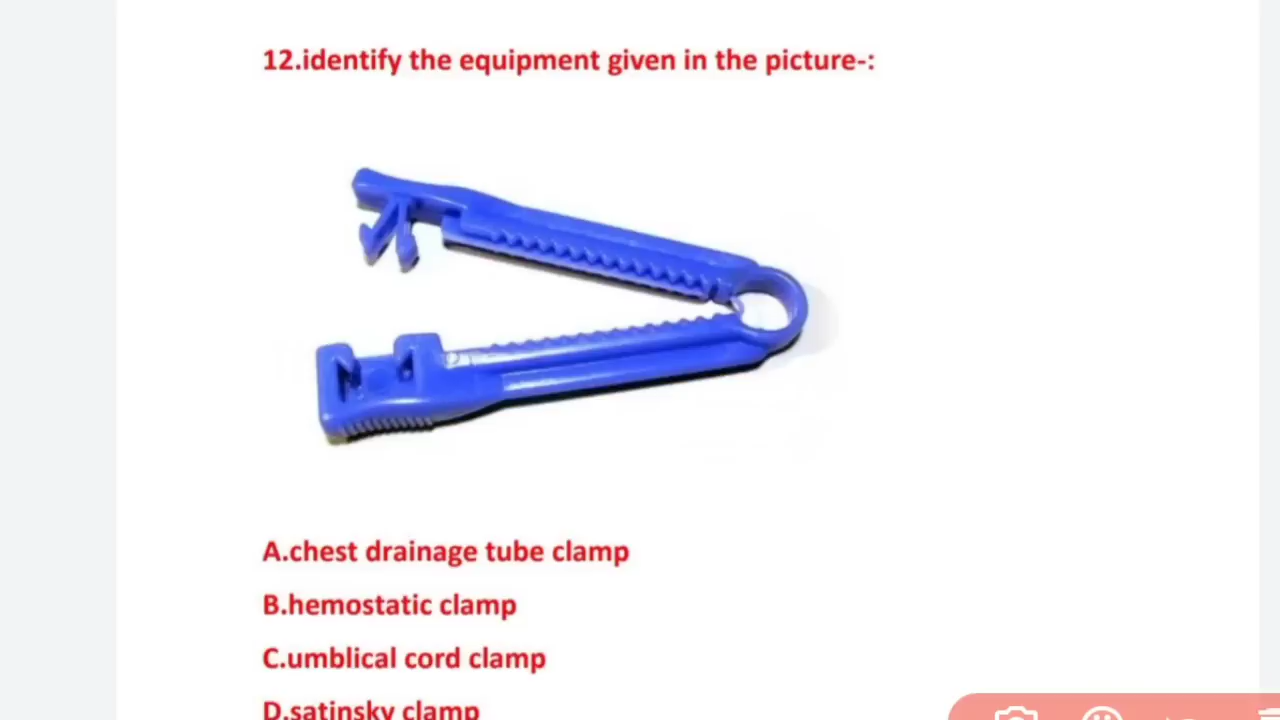 12.identify the equipment given in the picture-:
A.chest drainage tube clamp
B.hemostatic clamp
C.umblical cord clamp
D.satinsky clamp